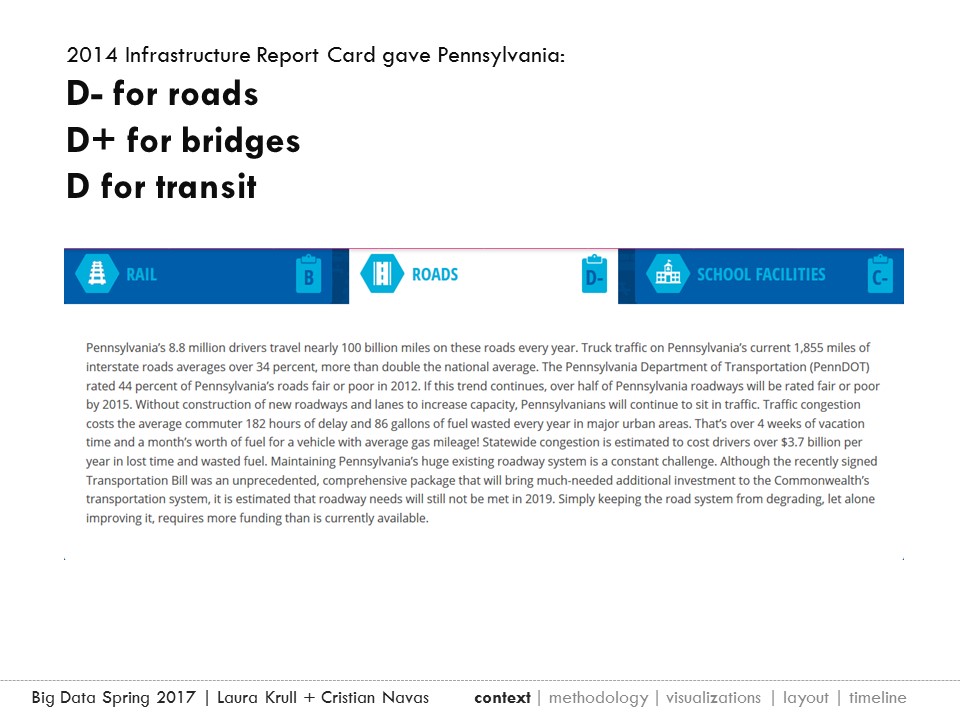 2014 Infrastructure Report Card gave Pennsylvania:
D- for roads
D+ for bridges
D for transit
RAIL B ROADS D- SCHOOL FACILITIES C-
Pennsylvania's 8.8 million drivers travel nearly 100 billion miles on these roads every year. Truck traffic on Pennsylvania's current 1,855 miles of
interstate roads averages over 34 percent, more than double the national average. The Pennsylvania Department of Transportation (PennDOT)
rated 44 percent of Pennsylvania's roads fair or poor in 2012. If this trend continues, over half of Pennsylvania roadways will be rated fair or poor
by 2015. Without construction of new roadways and lanes to increase capacity, Pennsylvanians will continue to sit in traffic. Traffic congestion
costs the average commuter 182 hours of delay and 86 gallons of fuel wasted every year in major urban areas. That's over 4 weeks of vacation
time and a month's worth of fuel for a vehicle with average gas mileage! Statewide congestion is estimated to cost drivers over $3.7 billion per
year in lost time and wasted fuel. Maintaining Pennsylvania's huge existing roadway system is a constant challenge. Although the recently signed
Transportation Bill was an unprecedented, comprehensive package that will bring much-needed additional investment to the Commonwealth's
transportation system, it is estimated that roadway needs will still not be met in 2019. Simply keeping the road system from degrading, let alone
improving it, requires more funding than is currently available.
Big Data Spring 2017 | Laura Krull + Cristian Navas context | methodology | visualizations | layout | timeline